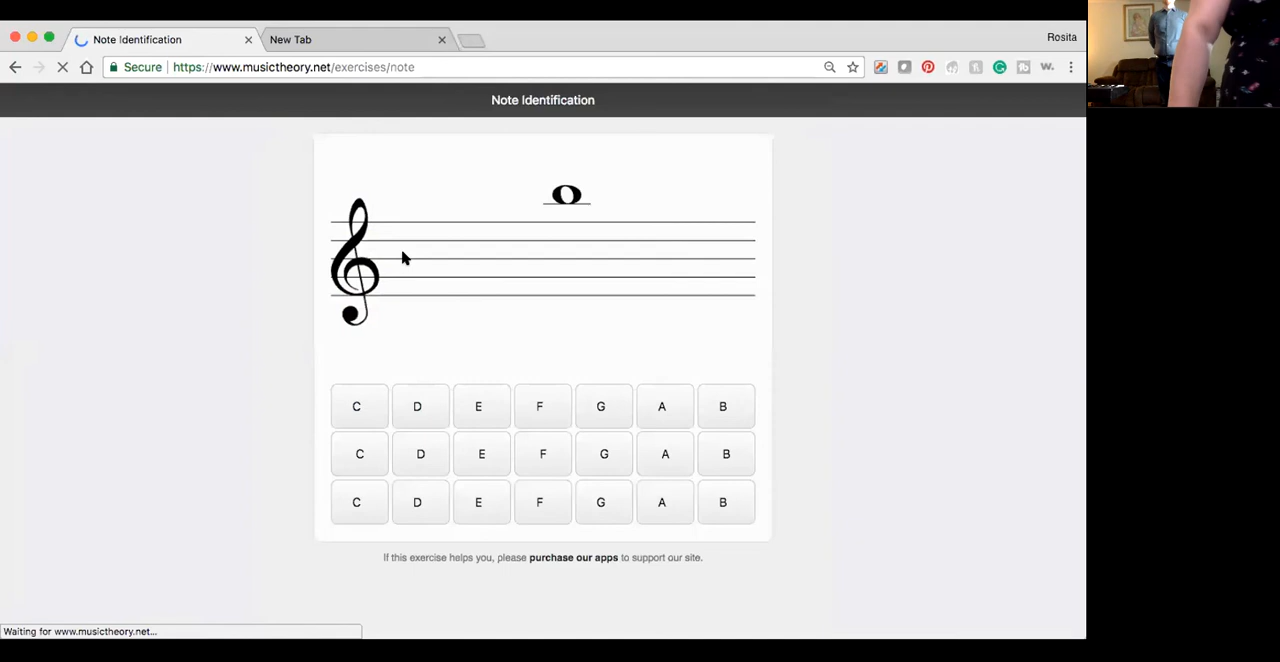 Note Identification New Tab
Rosita
Secure https://www.musictheory.net/exercises/note
Note Identification
C D E F G A B
C D E F G A B
C D E F G A B
If this exercise helps you, please purchase our apps to support our site.
Waiting for www.musictheory.net...